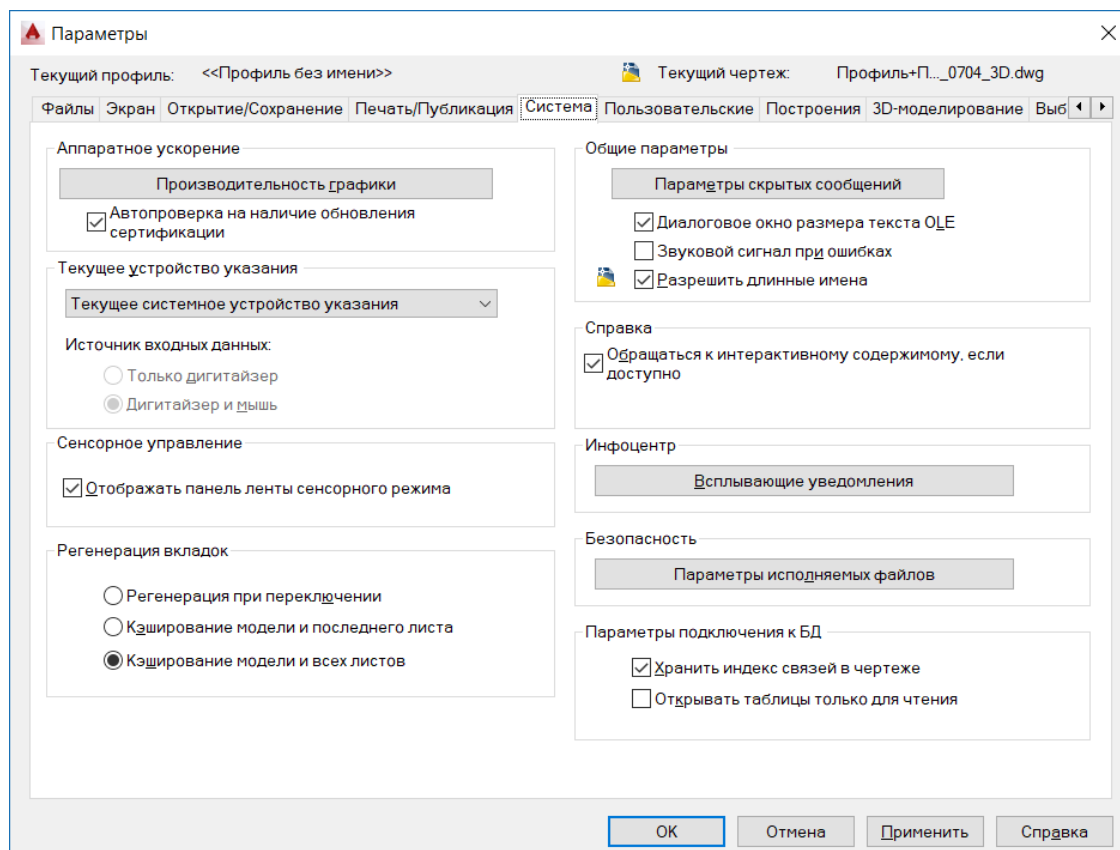 Параметры
Текущий профиль: <<Профиль без имени>> Текущий чертеж: Профиль+П..._0704_3D.dwg
Файлы Экран Открытие/Сохранение Печать/Публикация Система Пользовательские Построения 3D-моделирование Выб
Аппаратное ускорение
Производительность графики
Автопроверка на наличие обновления
сертификации
Текущее устройство указания
Текущее системное устройство указания
Источник входных данных:
Только дигитайзер
Дигитайзер и мышь
Сенсорное управление
Отображать панель ленты сенсорного режима
Регенерация вкладок
Регенерация при переключении
Кэширование модели и последнего листа
Кэширование модели и всех листов
Общие параметры
Параметры скрытых сообщений
Диалоговое окно размера текста OLE
Звуковой сигнал при ошибках
Разрешить длинные имена
Справка
Обращаться к интерактивному содержимому, если
доступно
Инфоцентр
Всплывающие уведомления
Безопасность
Параметры исполняемых файлов
Параметры подключения к БД
Хранить индекс связей в чертеже
Открывать таблицы только для чтения
OK Отмена Применить Справка